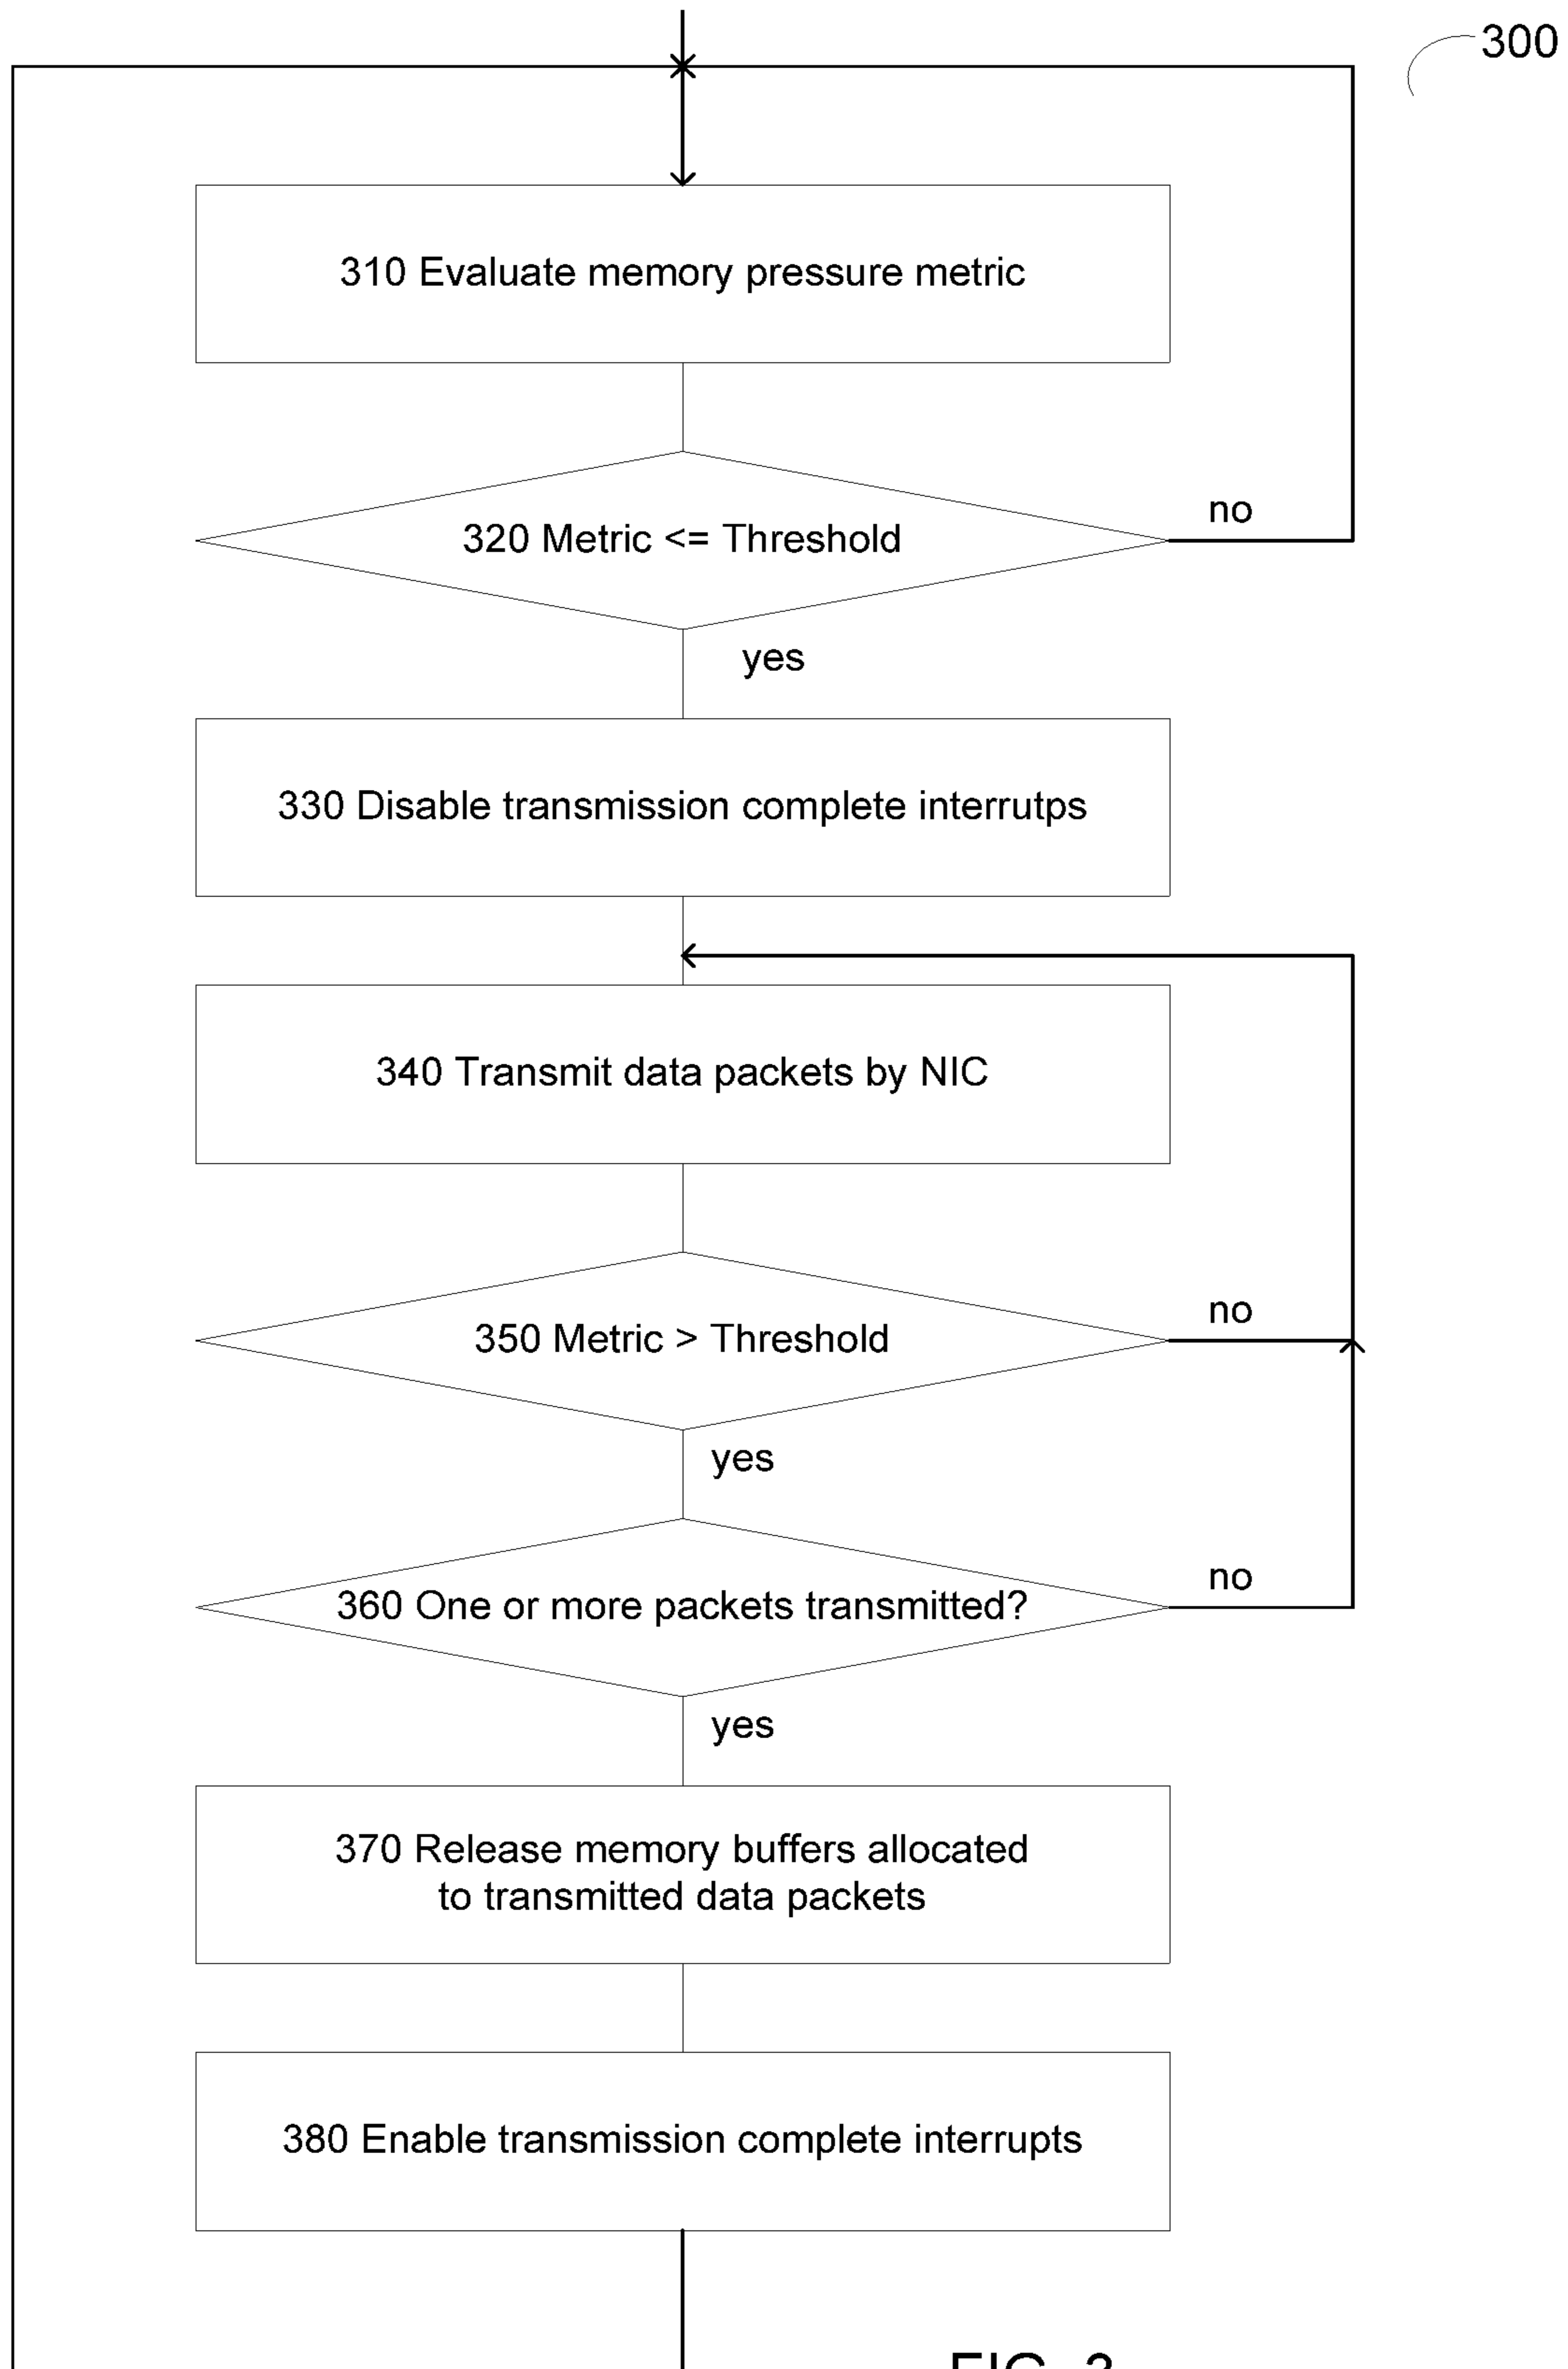 300
310 Evaluate memory pressure metric
320 Metric <= Threshold
no
yes
330 Disable transmission complete interrutps
340 Transmit data packets by NIC
350 Metric > Threshold
no
yes
360 One or more packets transmitted?
no
yes
370 Release memory buffers allocated
to transmitted data packets
380 Enable transmission complete interrupts
FIG. 3